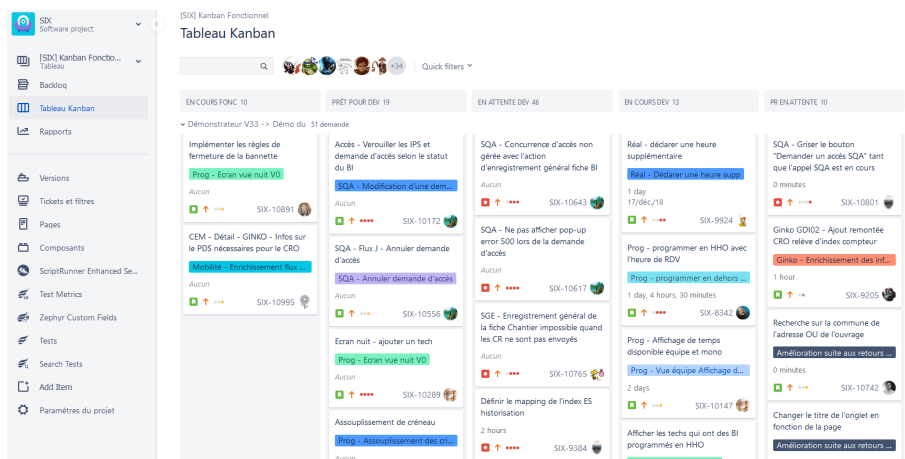 SIX
Software project
[SIX] Kanban Fonctio...
Tableau
Backlog
Tableau Kanban
Rapports
Versions
Tickets et filtres
Pages
Composants
ScriptRunner Enhanced Se...
Test Metrics
Zephyr Custom Fields
Tests
Search Tests
Add Item
Paramètres du projet
[SIX] Kanban Fonctionnel
Tableau Kanban
+34
Quick filters
EN COURS FONC 10
PRÊT POUR DEV 19
EN ATTENTE DEV 46
EN COURS DEV 13
PR EN ATTENTE 10
Démonstrateur V33 -> Démo du 51 demande
Implémenter les règles de
fermeture de la bannette
Prog - Ecran vue nuit V0
Aucun
SIX-10891
CEM - Détail - GINKO - Infos sur
le PDS nécessaires pour le CRO
Mobilité - Enrichissement flux ...
Aucun
SIX-10995
Accès - Verouiller les IPS et
demande d'accès selon le statut
du BI
SQA - Modification d'une dem...
Aucun
SIX-10172
SQA - Flux J - Annuler demande
d'accès
SQA - Annuler demande d'accès
Aucun
SIX-10556
Ecran nuit - ajouter un tech
Prog - Ecran vue nuit V0
Aucun
SIX-10289
Assouplissement de créneau
Prog - Assouplissement des cri...
Aucun
SQA - Concurrence d'accès non
gérée avec l'action
d'enregistrement général fiche BI
Aucun
SIX-10643
SQA - Ne pas afficher pop-up
error 500 lors de la demande
d'accès
Aucun
SIX-10617
SGE - Enregistrement général de
la fiche Chantier impossible quand
les CR ne sont pas envoyés
Aucun
SIX-10765
Définir le mapping de l'index ES
historisation
2 hours
SIX-9384
Réal - déclarer une heure
supplémentaire
Réal - Déclarer une heure supp
1 day
17/déc./18
SIX-9924
Prog - programmer en HHO avec
l'heure de RDV
Prog - programmer en dehors ...
1 day, 4 hours, 30 minutes
SIX-8342
Prog - Affichage de temps
disponible équipe et mono
Prog - Vue équipe Affichage d...
2 days
SIX-10147
Afficher les techs qui ont des BI
programmés en HHO
SQA - Griser le bouton
"Demander un accès SQA" tant
que l'appel SQA est en cours
0 minutes
SIX-10801
Ginko GDI02 - Ajout remontée
CRO relève d'index compteur
Ginko - Enrichissement des inf...
1 hour
SIX-9205
Recherche sur la commune de
l'adresse OU de l'ouvrage
Amélioration suite aux retours ...
0 minutes
SIX-10742
Changer le titre de l'onglet en
fonction de la page
Amélioration suite aux retours ...